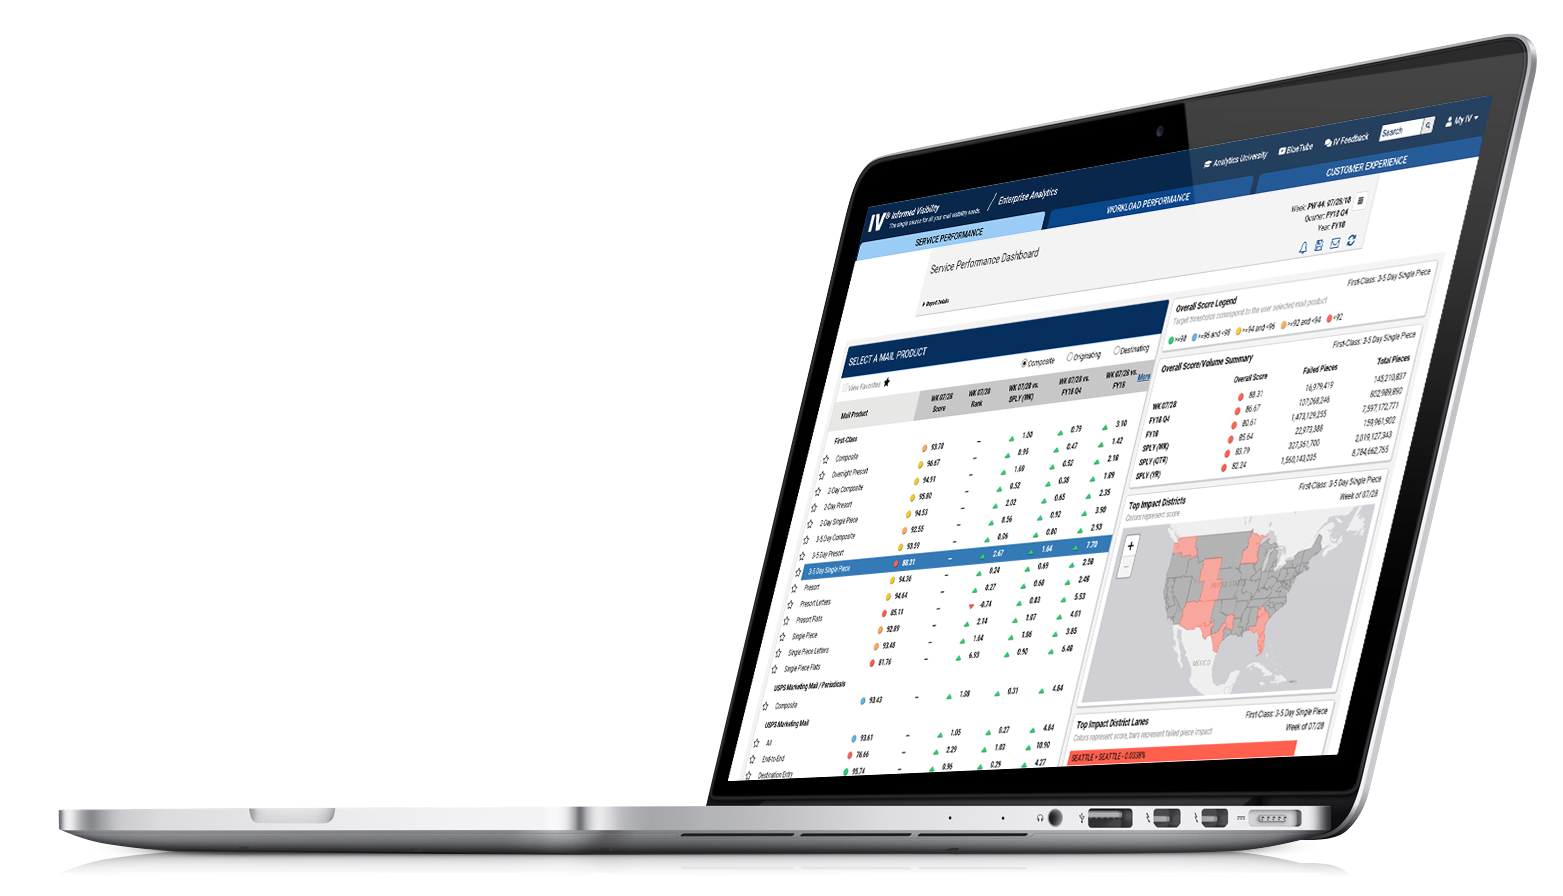 Analytics University
BlueTube
IV Feedback
Search
My IV
IV® Informed Visibility
The single source for all your mail visibility needs.
Enterprise Analytics
SERVICE PERFORMANCE
WORKLOAD PERFORMANCE
CUSTOMER EXPERIENCE
Service Performance Dashboard
Report Details
Week: PW 44: 07/28/18
Quarter: FY18 Q4
Year: FY18
SELECT A MAIL PRODUCT
View Favorites
Composite Originating Destinating
Mail Product WK 07/28 Score WK 07/28 Rank WK 07/28 vs. SPLY (WK) WK 07/28 vs. FY18 Q4 WK 07/28 vs. FY18 More
First-Class
Composite 93.78 – 1.00 0.79 3.10
Overnight Presort 94.67 – 0.95 0.47 1.42
2-Day Composite 94.91 – 1.69 0.52 2.18
2-Day Presort 95.80 – 0.52 0.38 1.89
2-Day Single Piece 94.53 – 2.02 0.65 2.35
3-5 Day Composite 92.55 – 0.56 0.92 3.90
3-5 Day Presort 93.59 – 0.06 0.80 2.93
3-5 Day Single Piece 88.31 – 2.67 1.64 7.70
Presort 94.36 – 0.24 0.69 2.58
Presort Letters 94.64 – 0.27 0.68 2.48
Presort Flats 85.11 – -0.74 0.83 5.53
Single Piece 92.89 – 2.14 1.07 4.01
Single Piece Letters 93.48 – 1.64 1.06 3.85
Single Piece Flats 81.76 – 6.93 0.90 6.48
USPS Marketing Mail / Periodicals
Composite 93.43 – 1.08 0.31 4.84
USPS Marketing Mail
All 93.61 – 1.05 0.27 4.84
End-to-End 76.66 – 2.29 1.03 10.90
Destination Entry 95.74 – 0.96 0.29 4.27
Overall Score Legend
First-Class: 3-5 Day Single Piece
Target thresholds correspond to the user selected mail product
>=98 >=96 and <98 >=94 and <96 >=92 and <94 <92
Overall Score/Volume Summary
First-Class: 3-5 Day Single Piece
Overall Score Failed Pieces Total Pieces
WK 07/28 88.31 16,979,419 145,210,837
FY18 Q4 86.67 107,068,246 802,989,892
FY18 80.61 1,473,129,255 7,597,172,771
SPLY (WK) 85.64 22,973,388 159,961,902
SPLY (QTR) 83.79 327,361,700 2,019,127,343
SPLY (YR) 82.24 1,560,143,035 8,784,662,765
Top Impact Districts
First-Class: 3-5 Day Single Piece
Colors represent score
Week of 07/28
+
–
MÉXICO
Top Impact District Lanes
First-Class: 3-5 Day Single Piece
Colors represent score, bars represent failed piece impact
Week of 07/28
SEATTLE > SEATTLE - 0.0338%